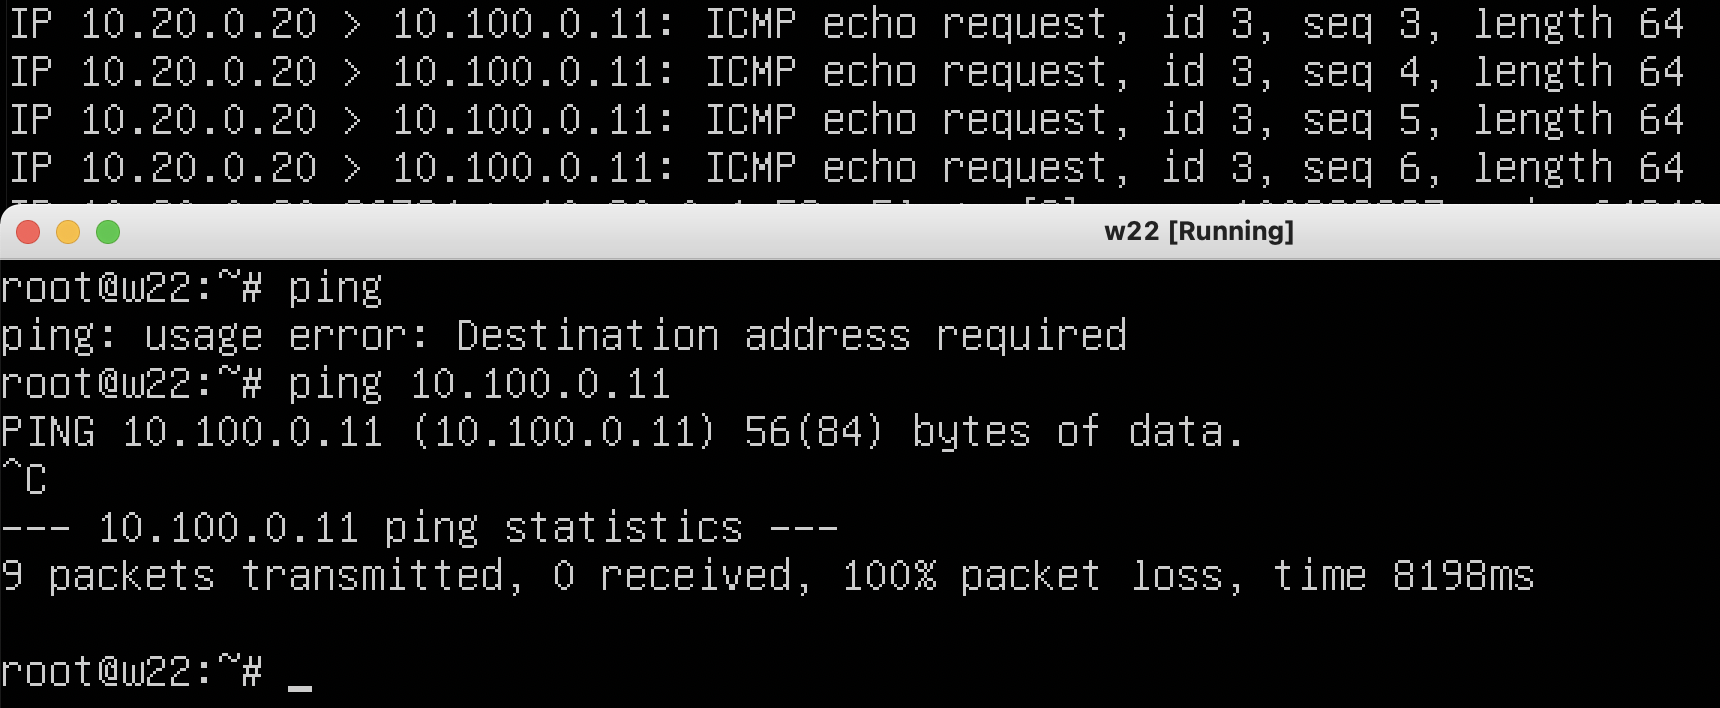 IP 10.20.0.20 > 10.100.0.11: ICMP echo request, id 3, seq 3, length 64
IP 10.20.0.20 > 10.100.0.11: ICMP echo request, id 3, seq 4, length 64
IP 10.20.0.20 > 10.100.0.11: ICMP echo request, id 3, seq 5, length 64
IP 10.20.0.20 > 10.100.0.11: ICMP echo request, id 3, seq 6, length 64
w22 [Running]
root@w22:~# ping
ping: usage error: Destination address required
root@w22:~# ping 10.100.0.11
PING 10.100.0.11 (10.100.0.11) 56(84) bytes of data.
^C
--- 10.100.0.11 ping statistics ---
9 packets transmitted, 0 received, 100% packet loss, time 8198ms
root@w22:~# _